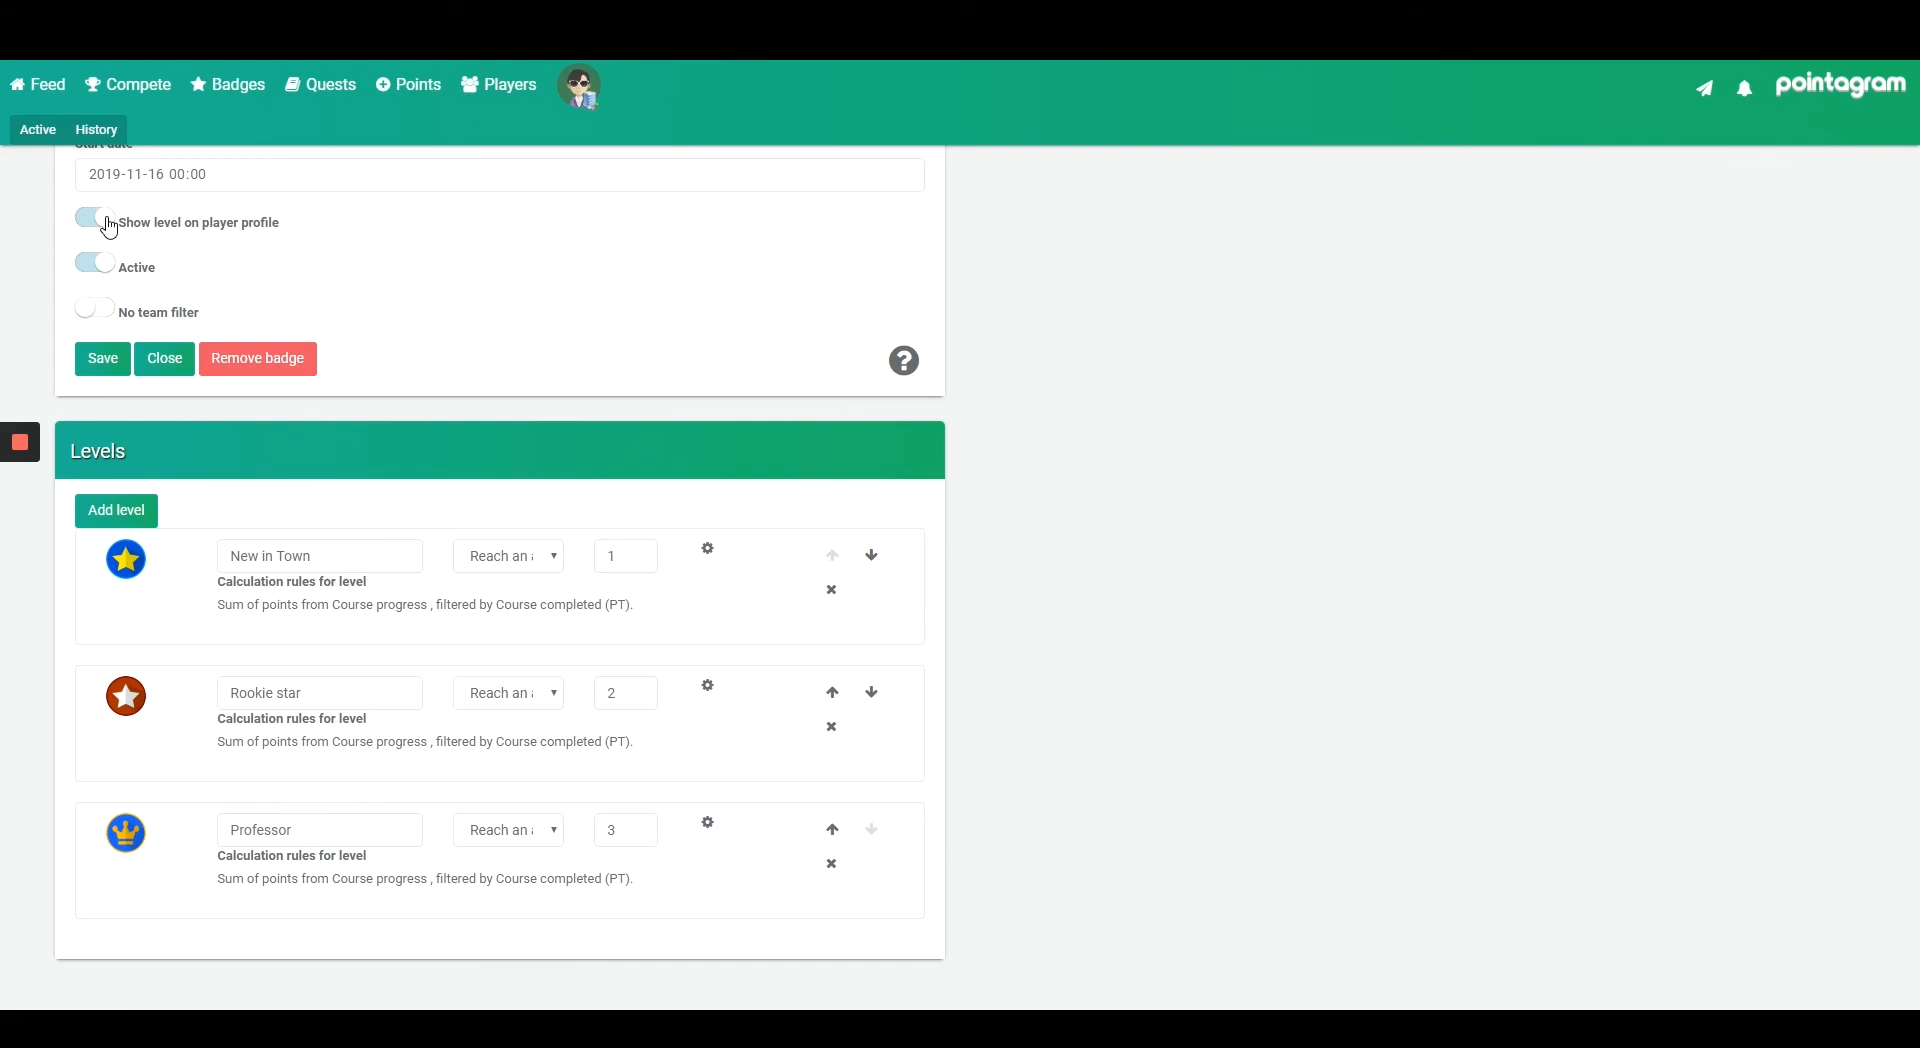 Feed Compete Badges Quests Points Players pointagram
Active History
Start date
2019-11-16 00:00
Show level on player profile
Active
No team filter
Save Close Remove badge ?
Levels
Add level
New in Town Reach an 1
Calculation rules for level
Sum of points from Course progress , filtered by Course completed (PT).
Rookie star Reach an 2
Calculation rules for level
Sum of points from Course progress , filtered by Course completed (PT).
Professor Reach an 3
Calculation rules for level
Sum of points from Course progress , filtered by Course completed (PT).